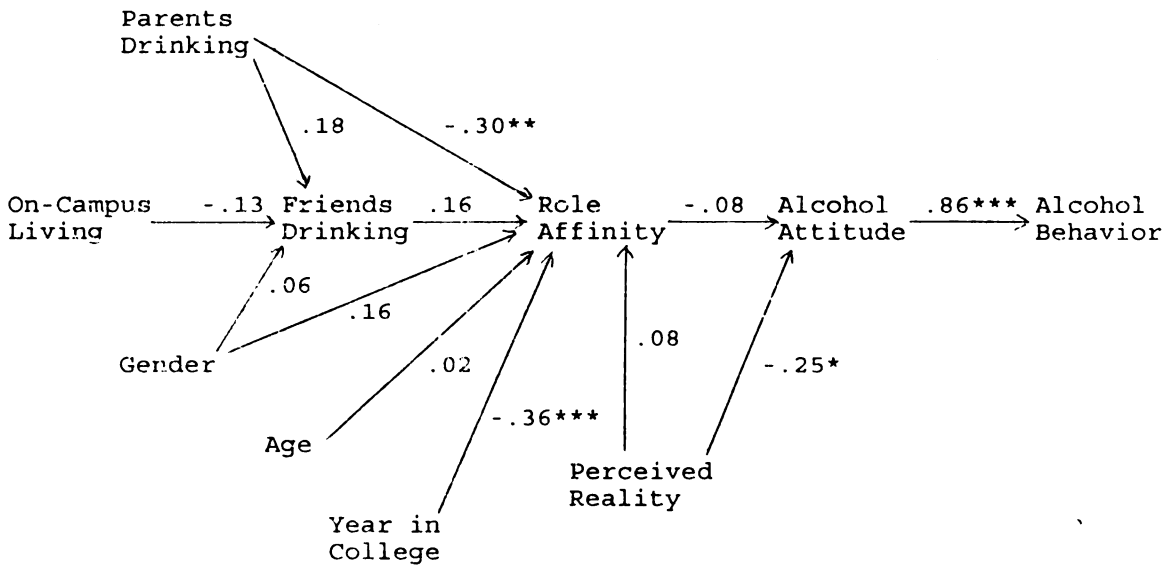 Parents
Drinking
.18
-.30**
On-Campus
Living
-.13
Friends
Drinking
.16
Role
Affinity
-.08
Alcohol
Attitude
.86***
Alcohol
Behavior
.06
.16
Gender
.02
.08
-.25*
Age
-.36***
Perceived
Reality
Year in
College